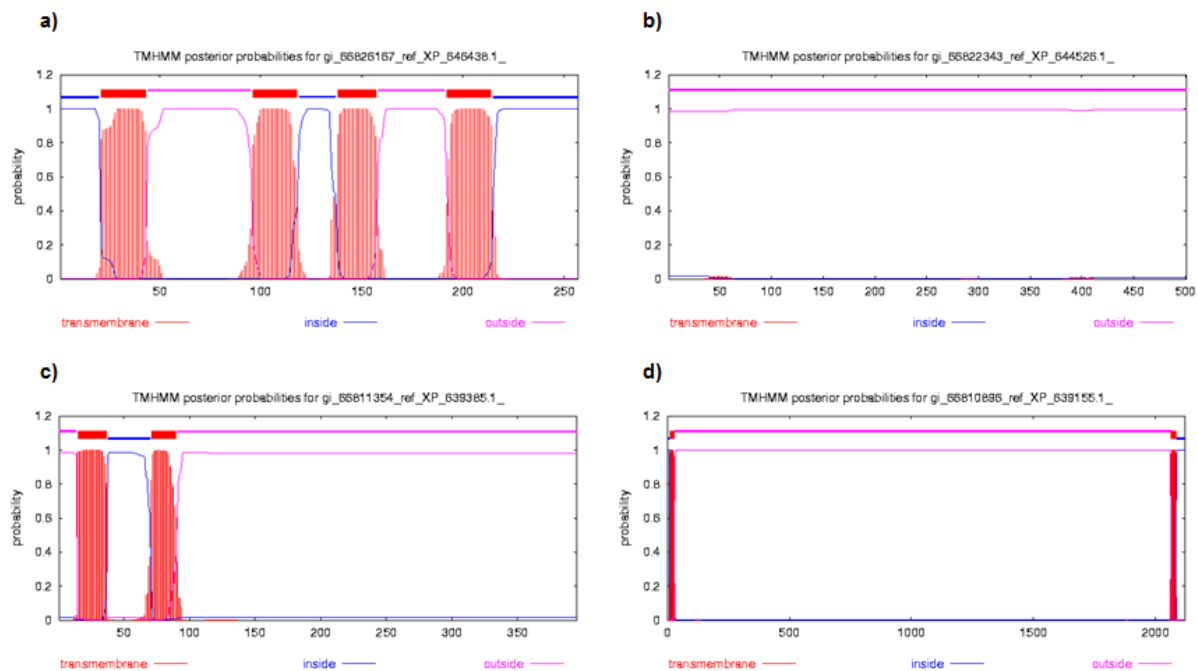 a)
TMHMM posterior probabilities for gi_66826167_ref_XP_646438.1_
1.2
1
0.8
0.6
0.4
0.2
0
probability
50
100
150
200
250
transmembrane
inside
outside
b)
TMHMM posterior probabilities for gi_66822343_ref_XP_644526.1_
1.2
1
0.8
0.6
0.4
0.2
0
probability
50
100
150
200
250
300
350
400
450
500
transmembrane
inside
outside
c)
TMHMM posterior probabilities for gi_66811354_ref_XP_639385.1_
1.2
1
0.8
0.6
0.4
0.2
0
probability
50
100
150
200
250
300
350
transmembrane
inside
outside
d)
TMHMM posterior probabilities for gi_66810896_ref_XP_639155.1_
1.2
1
0.8
0.6
0.4
0.2
0
probability
0
500
1000
1500
2000
transmembrane
inside
outside